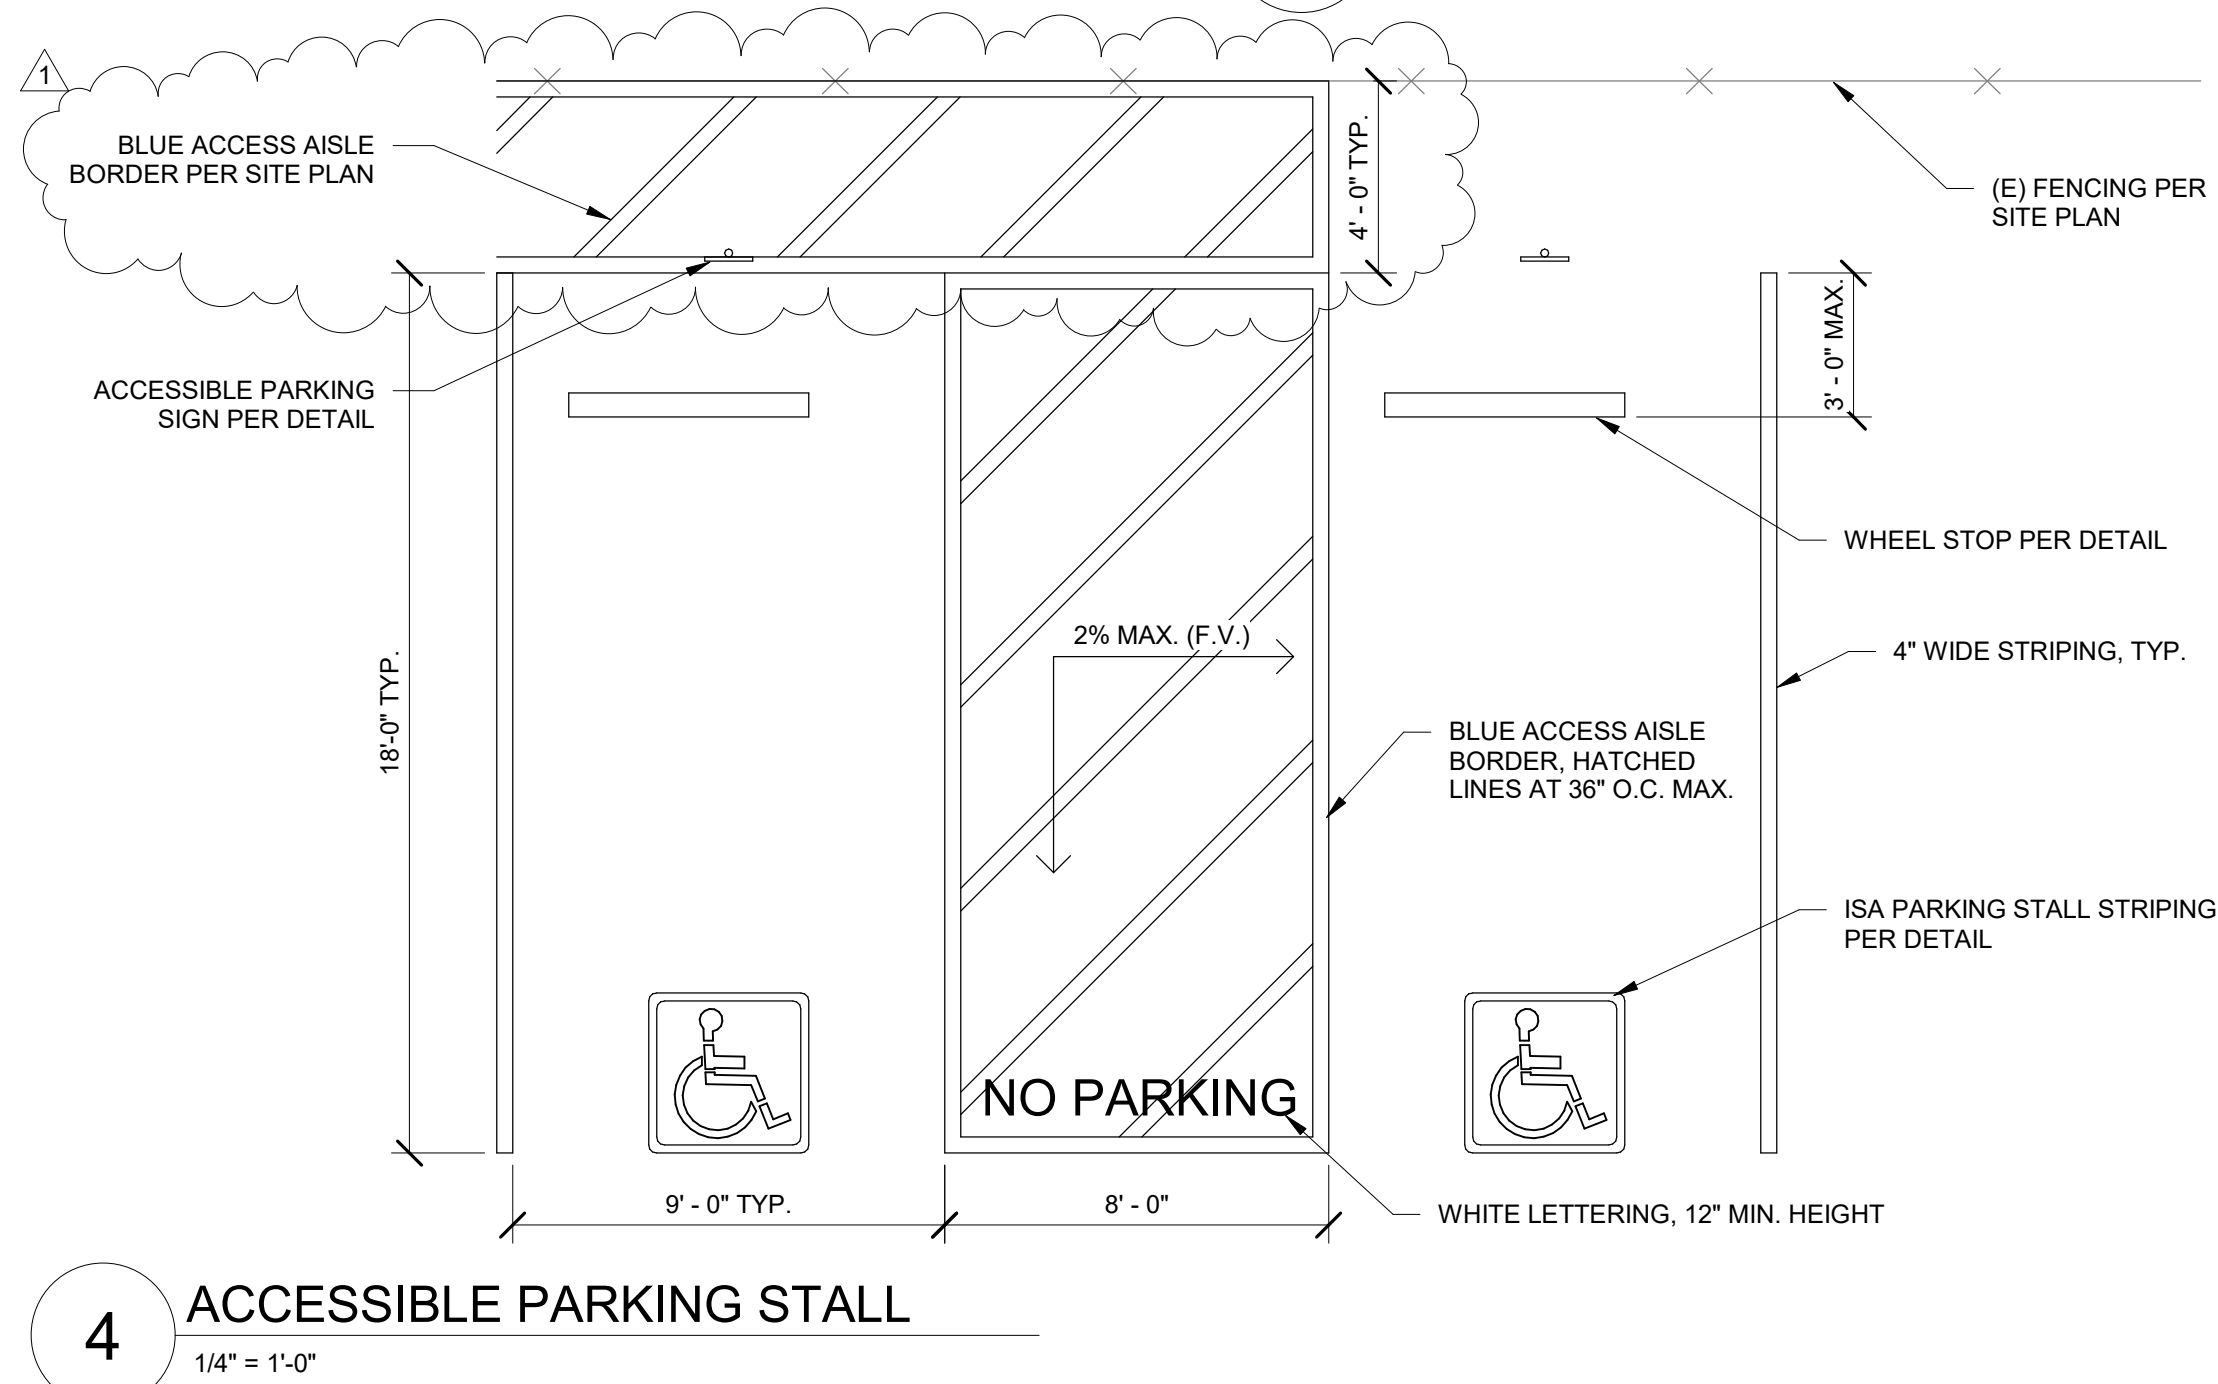 1
BLUE ACCESS AISLE
BORDER PER SITE PLAN
4' - 0" TYP.
(E) FENCING PER
SITE PLAN
ACCESSIBLE PARKING
SIGN PER DETAIL
3' - 0" MAX.
WHEEL STOP PER DETAIL
2% MAX. (F.V.)
4" WIDE STRIPING, TYP.
18'-0" TYP.
BLUE ACCESS AISLE
BORDER, HATCHED
LINES AT 36" O.C. MAX.
ISA PARKING STALL STRIPING
PER DETAIL
NO PARKING
9' - 0" TYP.
8' - 0"
WHITE LETTERING, 12" MIN. HEIGHT
4
ACCESSIBLE PARKING STALL
1/4" = 1'-0"